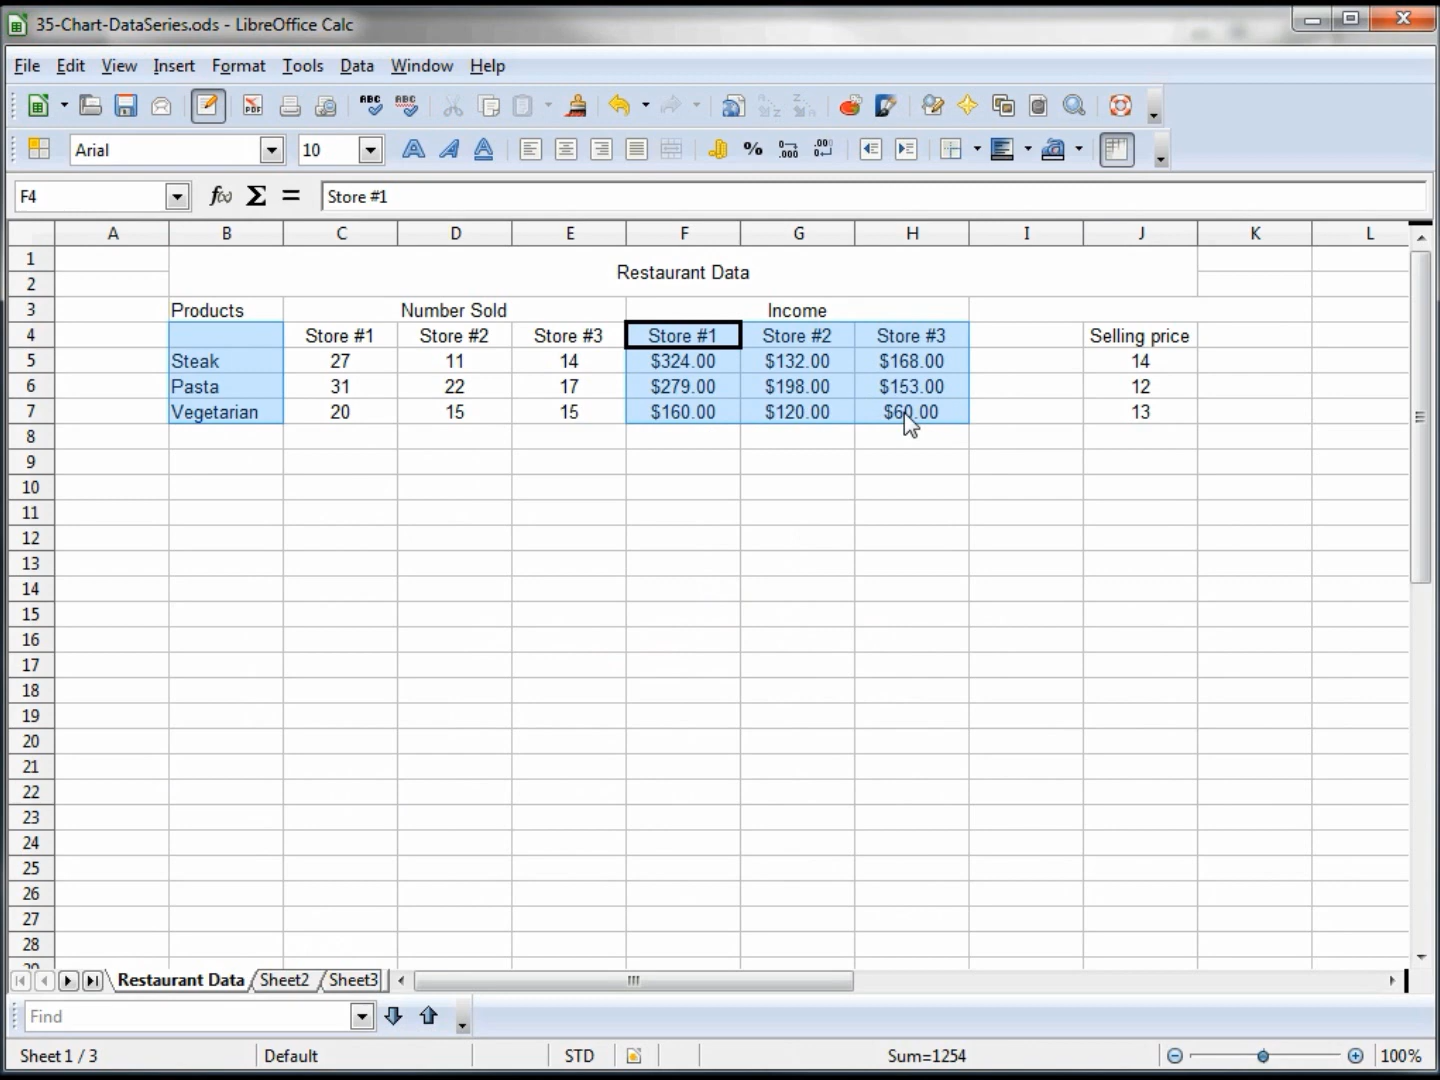 35-Chart-DataSeries.ods - LibreOffice Calc
File Edit View Insert Format Tools Data Window Help
PDF ABC ABC
Arial 10 %
F4 Store #1
A B C D E F G H I J K L
1
Restaurant Data
2
3 Products Number Sold Income
4 Store #1 Store #2 Store #3 Store #1 Store #2 Store #3 Selling price
5 Steak 27 11 14 $324.00 $132.00 $168.00 14
6 Pasta 31 22 17 $279.00 $198.00 $153.00 12
7 Vegetarian 20 15 15 $160.00 $120.00 $60.00 13
8
9
10
11
12
13
14
15
16
17
18
19
20
21
22
23
24
25
26
27
28
29
Restaurant Data Sheet2 Sheet3
Find
Sheet 1 / 3 Default STD Sum=1254 100%